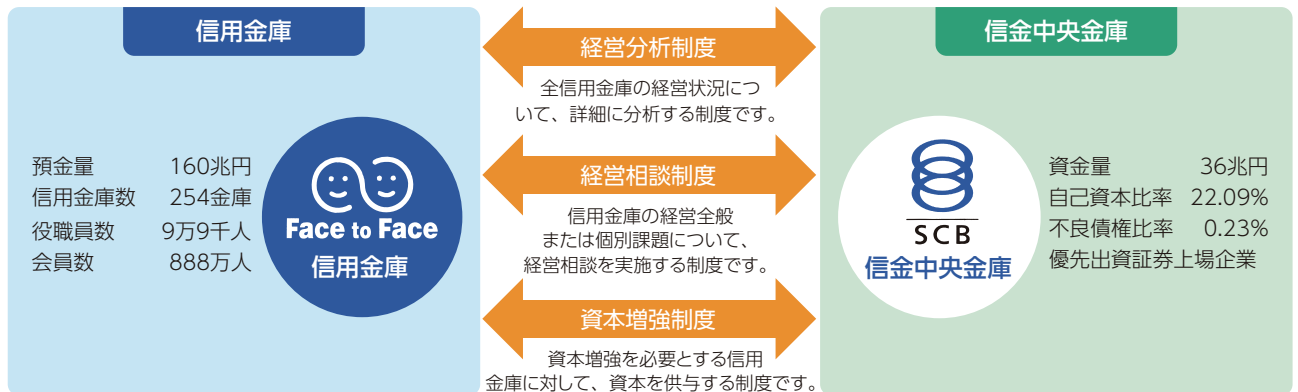 信用金庫
預金量 160兆円
信用金庫数 254金庫
役職員数 9万9千人
会員数 888万人
Face to Face
信用金庫
経営分析制度
全信用金庫の経営状況につ
いて、詳細に分析する制度です。
経営相談制度
信用金庫の経営全般
または個別課題について、
経営相談を実施する制度です。
資本増強制度
資本増強を必要とする信用
金庫に対して、資本を供与する制度です。
信金中央金庫
SCB
信金中央金庫
資金量 36兆円
自己資本比率 22.09%
不良債権比率 0.23%
優先出資証券上場企業